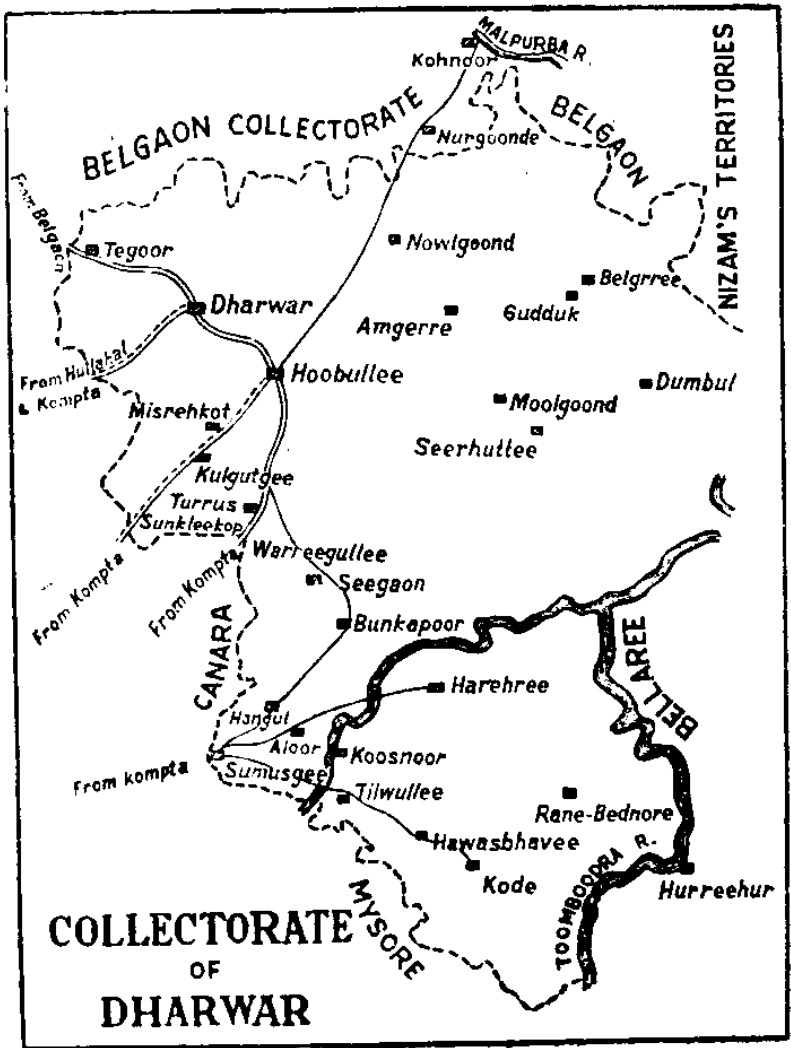 MALPURBA R.
Kohnoor
BELGAON COLLECTORATE
BELGAON
NIZAM'S TERRITORIES
Nurgoonde
From Belgaon
Tegoor
Nowlgoond
Belgrree
Gudduk
Dharwar
Amgerre
From Hullghal
& Kompta
Hoobullee
Dumbul
Misrehkot
Moolgoond
Seerhuttee
Kulgutgee
Turrus
Sunkleekop
From Kompta
From Kompta
Warreegullee
Seegaon
Bunkapoor
CANARA
BELLAREE
Harehree
Hangul
Aloor
Koosnoor
From kompta
Sumusgee
Tilwullee
Rane-Bednore
Hawasbhavee
Kode
TOOMBOODRA R.
Hurreehur
MYSORE
COLLECTORATE
OF
DHARWAR